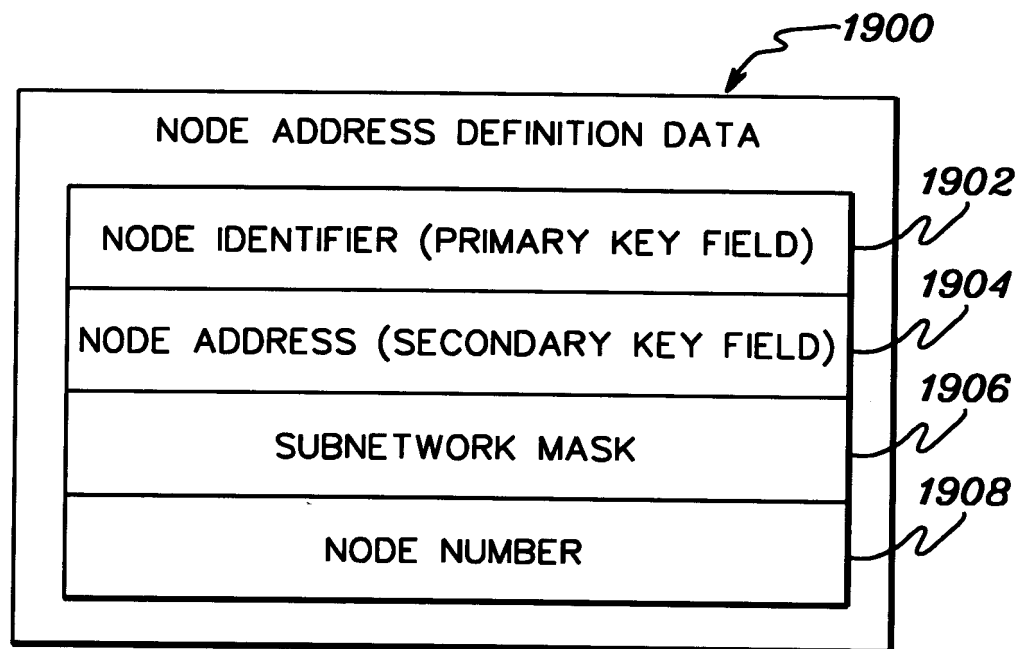 1900
NODE ADDRESS DEFINITION DATA
1902
NODE IDENTIFIER (PRIMARY KEY FIELD)
1904
NODE ADDRESS (SECONDARY KEY FIELD)
1906
SUBNETWORK MASK
1908
NODE NUMBER